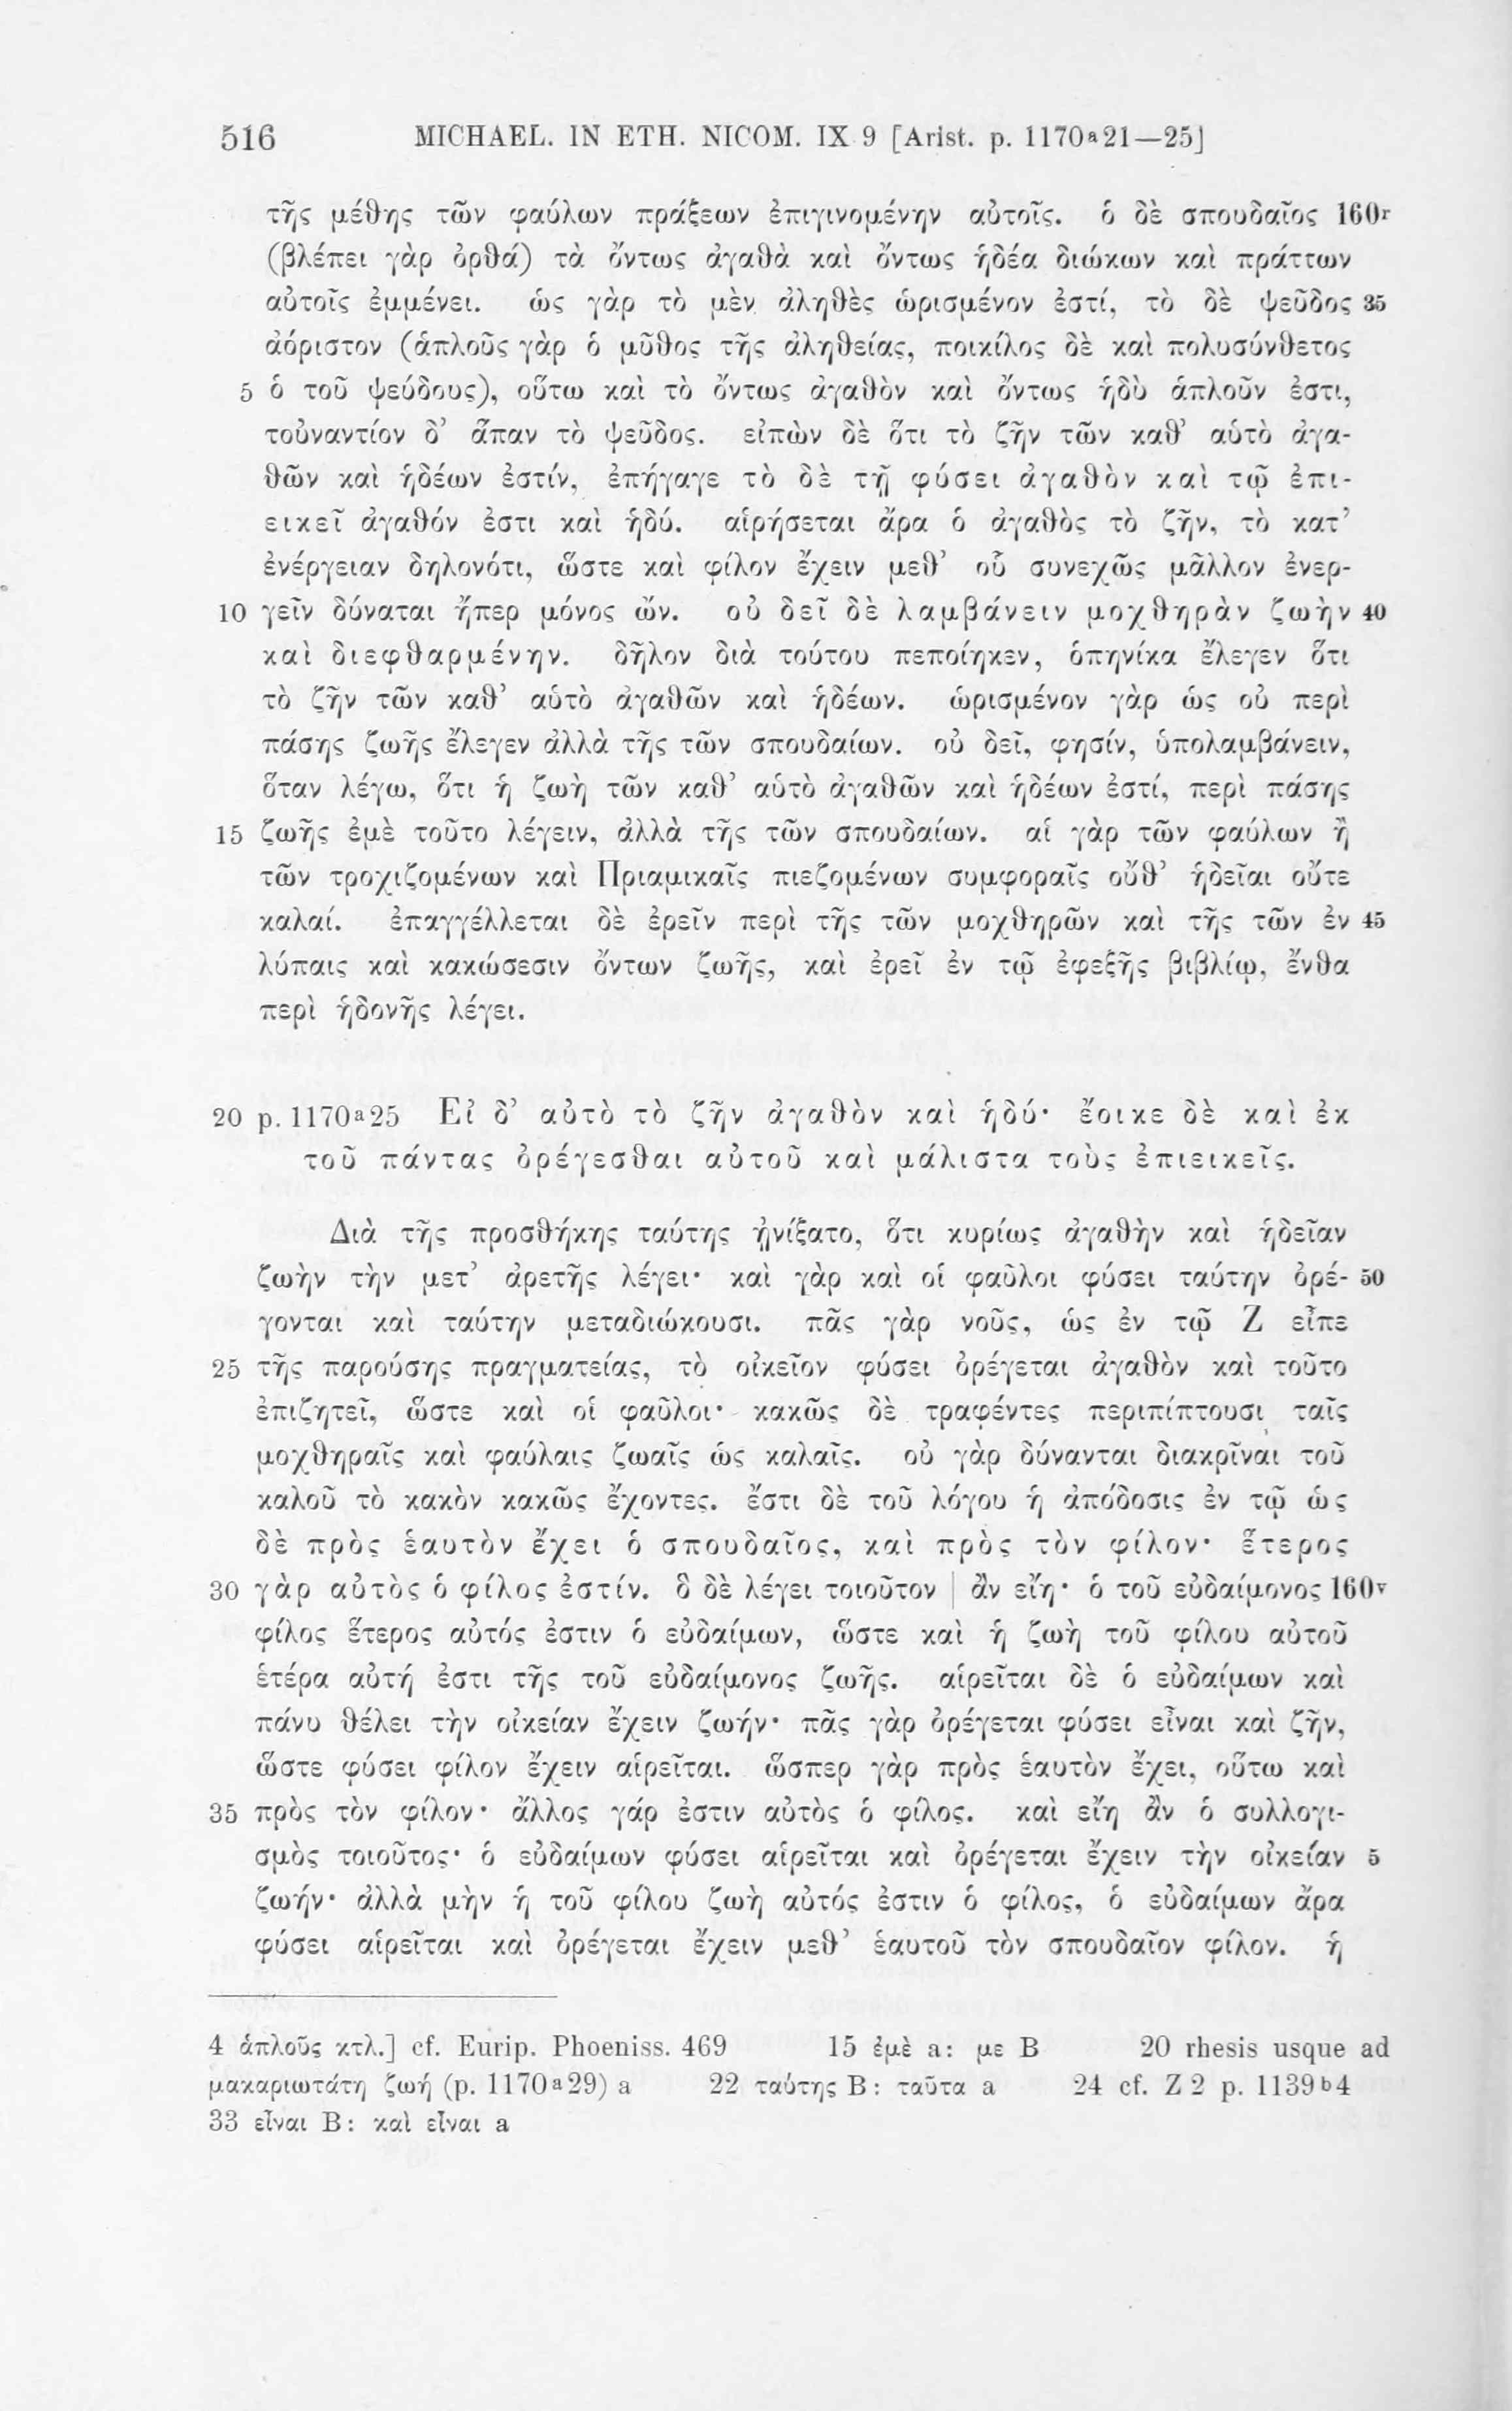 516 MICHAEL. IN ETH. NICOM. IX 9 [Arist. p. 1170ᵃ21—25]
τῆς μέθης τῶν φαύλων πράξεων ἐπιγινομένην αὐτοῖς. ὁ δὲ σπουδαῖος 160ʳ
(βλέπει γὰρ ὀρθά) τὰ ὄντως ἀγαθὰ καὶ ὄντως ἡδέα διώκων καὶ πράττων
αὐτοῖς ἐμμένει. ὡς γὰρ τὸ μὲν ἀληθὲς ὡρισμένον ἐστί, τὸ δὲ ψεῦδος 35
ἀόριστον (ἁπλοῦς γὰρ ὁ μῦθος τῆς ἀληθείας, ποικίλος δὲ καὶ πολυσύνθετος
5 ὁ τοῦ ψεύδους), οὕτω καὶ τὸ ὄντως ἀγαθὸν καὶ ὄντως ἡδὺ ἁπλοῦν ἐστι,
τοὐναντίον δ’ ἅπαν τὸ ψεῦδος. εἰπὼν δὲ ὅτι τὸ ζῆν τῶν καθ’ αὑτὸ ἀγα-
θῶν καὶ ἡδέων ἐστίν, ἐπήγαγε τὸ δὲ τῇ φύσει ἀγαθὸν καὶ τῷ ἐπι-
εικεῖ ἀγαθόν ἐστι καὶ ἡδύ. αἱρήσεται ἄρα ὁ ἀγαθὸς τὸ ζῆν, τὸ κατ’
ἐνέργειαν δηλονότι, ὥστε καὶ φίλον ἔχειν μεθ’ οὗ συνεχῶς μᾶλλον ἐνερ-
10 γεῖν δύναται ἤπερ μόνος ὤν. οὐ δεῖ δὲ λαμβάνειν μοχθηρὰν ζωὴν 40
καὶ διεφθαρμένην. δῆλον διὰ τούτου πεποίηκεν, ὁπηνίκα ἔλεγεν ὅτι
τὸ ζῆν τῶν καθ’ αὑτὸ ἀγαθῶν καὶ ἡδέων. ὡρισμένον γὰρ ὡς οὐ περὶ
πάσης ζωῆς ἔλεγεν ἀλλὰ τῆς τῶν σπουδαίων. οὐ δεῖ, φησίν, ὑπολαμβάνειν,
ὅταν λέγω, ὅτι ἡ ζωὴ τῶν καθ’ αὑτὸ ἀγαθῶν καὶ ἡδέων ἐστί, περὶ πάσης
15 ζωῆς ἐμὲ τοῦτο λέγειν, ἀλλὰ τῆς τῶν σπουδαίων. αἱ γὰρ τῶν φαύλων ἢ
τῶν τροχιζομένων καὶ Πριαμικαῖς πιεζομένων συμφοραῖς οὔθ’ ἡδεῖαι οὔτε
καλαί. ἐπαγγέλλεται δὲ ἐρεῖν περὶ τῆς τῶν μοχθηρῶν καὶ τῆς τῶν ἐν 45
λύπαις καὶ κακώσεσιν ὄντων ζωῆς, καὶ ἐρεῖ ἐν τῷ ἐφεξῆς βιβλίῳ, ἔνθα
περὶ ἡδονῆς λέγει.
20 p. 1170ᵃ25 Εἰ δ’ αὐτὸ τὸ ζῆν ἀγαθὸν καὶ ἡδύ· ἔοικε δὲ καὶ ἐκ
τοῦ πάντας ὀρέγεσθαι αὐτοῦ καὶ μάλιστα τοὺς ἐπιεικεῖς.
Διὰ τῆς προσθήκης ταύτης ᾐνίξατο, ὅτι κυρίως ἀγαθὴν καὶ ἡδεῖαν
ζωὴν τὴν μετ’ ἀρετῆς λέγει· καὶ γὰρ καὶ οἱ φαῦλοι φύσει ταύτην ὀρέ- 50
γονται καὶ ταύτην μεταδιώκουσι. πᾶς γὰρ νοῦς, ὡς ἐν τῷ Ζ εἶπε
25 τῆς παρούσης πραγματείας, τὸ οἰκεῖον φύσει ὀρέγεται ἀγαθὸν καὶ τοῦτο
ἐπιζητεῖ, ὥστε καὶ οἱ φαῦλοι· κακῶς δὲ τραφέντες περιπίπτουσι ταῖς
μοχθηραῖς καὶ φαύλαις ζωαῖς ὡς καλαῖς. οὐ γὰρ δύνανται διακρῖναι τοῦ
καλοῦ τὸ κακὸν κακῶς ἔχοντες. ἔστι δὲ τοῦ λόγου ἡ ἀπόδοσις ἐν τῷ ὡς
δὲ πρὸς ἑαυτὸν ἔχει ὁ σπουδαῖος, καὶ πρὸς τὸν φίλον· ἕτερος
30 γὰρ αὐτὸς ὁ φίλος ἐστίν. ὃ δὲ λέγει τοιοῦτον | ἂν εἴη· ὁ τοῦ εὐδαίμονος 160ᵛ
φίλος ἕτερος αὐτός ἐστιν ὁ εὐδαίμων, ὥστε καὶ ἡ ζωὴ τοῦ φίλου αὐτοῦ
ἑτέρα αὐτή ἐστι τῆς τοῦ εὐδαίμονος ζωῆς. αἱρεῖται δὲ ὁ εὐδαίμων καὶ
πάνυ θέλει τὴν οἰκείαν ἔχειν ζωήν· πᾶς γὰρ ὀρέγεται φύσει εἶναι καὶ ζῆν,
ὥστε φύσει φίλον ἔχειν αἱρεῖται. ὥσπερ γὰρ πρὸς ἑαυτὸν ἔχει, οὕτω καὶ
35 πρὸς τὸν φίλον· ἄλλος γάρ ἐστιν αὐτὸς ὁ φίλος. καὶ εἴη ἂν ὁ συλλογι-
σμὸς τοιοῦτος· ὁ εὐδαίμων φύσει αἱρεῖται καὶ ὀρέγεται ἔχειν τὴν οἰκείαν 5
ζωήν· ἀλλὰ μὴν ἡ τοῦ φίλου ζωὴ αὐτός ἐστιν ὁ φίλος, ὁ εὐδαίμων ἄρα
φύσει αἱρεῖται καὶ ὀρέγεται ἔχειν μεθ’ ἑαυτοῦ τὸν σπουδαῖον φίλον. ἡ
4 ἁπλοῦς κτλ.] cf. Eurip. Phoeniss. 469 15 ἐμὲ a: με B 20 rhesis usque ad
μακαριωτάτη ζωή (p. 1170ᵃ29) a 22 ταύτης B: ταῦτα a 24 cf. Z 2 p. 1139ᵇ4
33 εἶναι B: καὶ εἶναι a